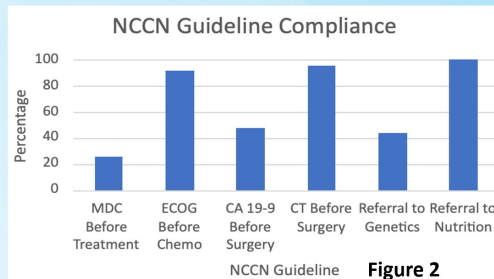 NCCN Guideline Compliance
Percentage
100
80
60
40
20
0
MDC Before Treatment
ECOG Before Chemo
CA 19-9 Before Surgery
CT Before Surgery
Referral to Genetics
Referral to Nutrition
NCCN Guideline
Figure 2